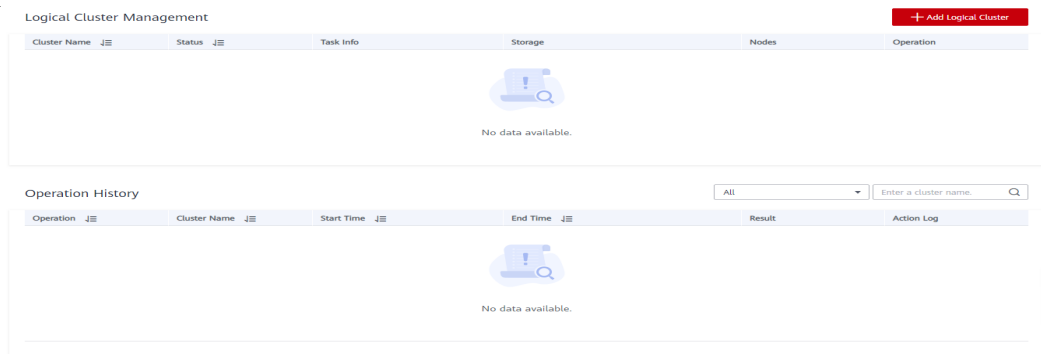 Logical Cluster Management
+ Add Logical Cluster
Cluster Name Status Task Info Storage Nodes Operation
No data available.
Operation History
All Enter a cluster name.
Operation Cluster Name Start Time End Time Result Action Log
No data available.